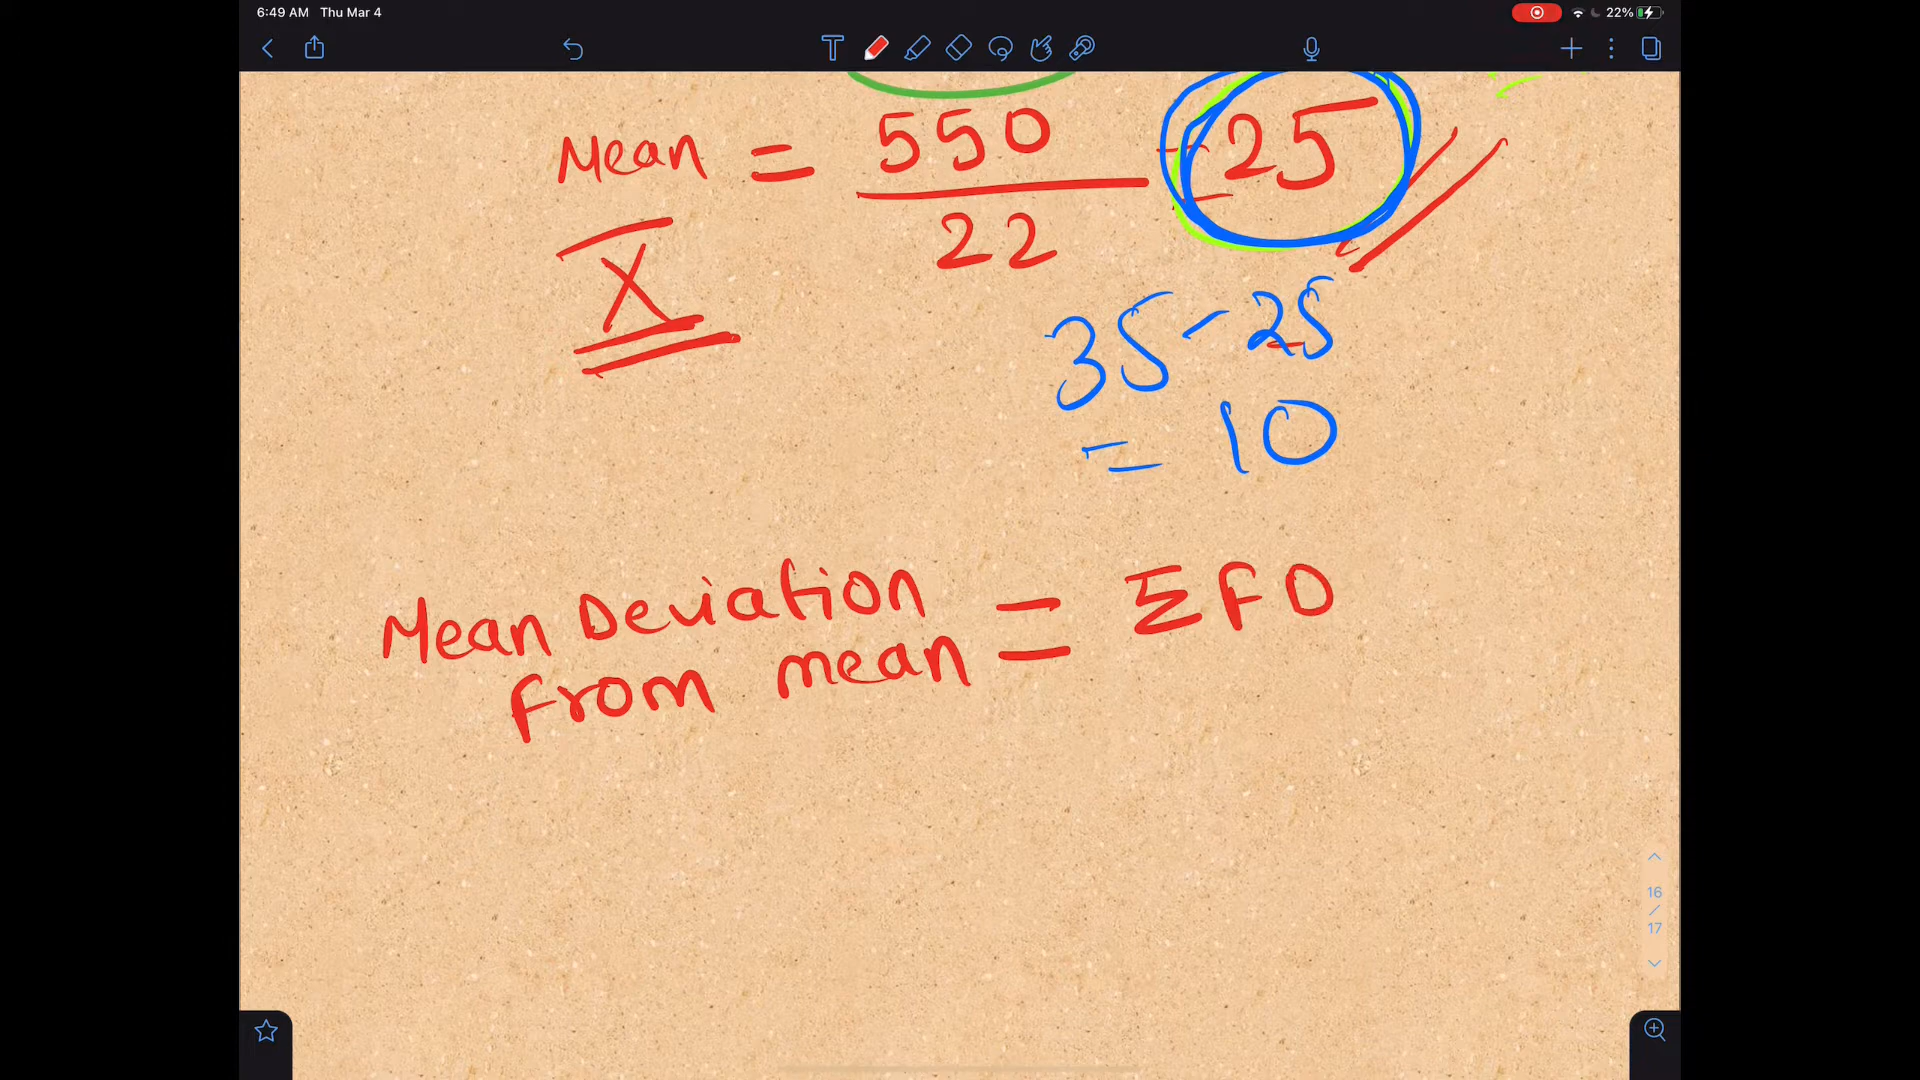 6:49 AM Thu Mar 4
22%
Mean = 550 = 25
22
X
35 - 25
= 10
Mean Deviation = ΣFD
from mean
16
/
17